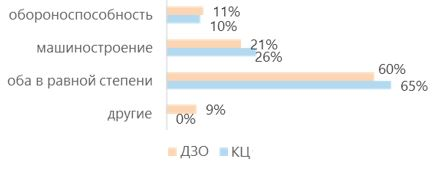 обороноспособность 11%
10%
машиностроение 21%
26%
оба в равной степени 60%
65%
другие 9%
0%
ДЗО КЦ